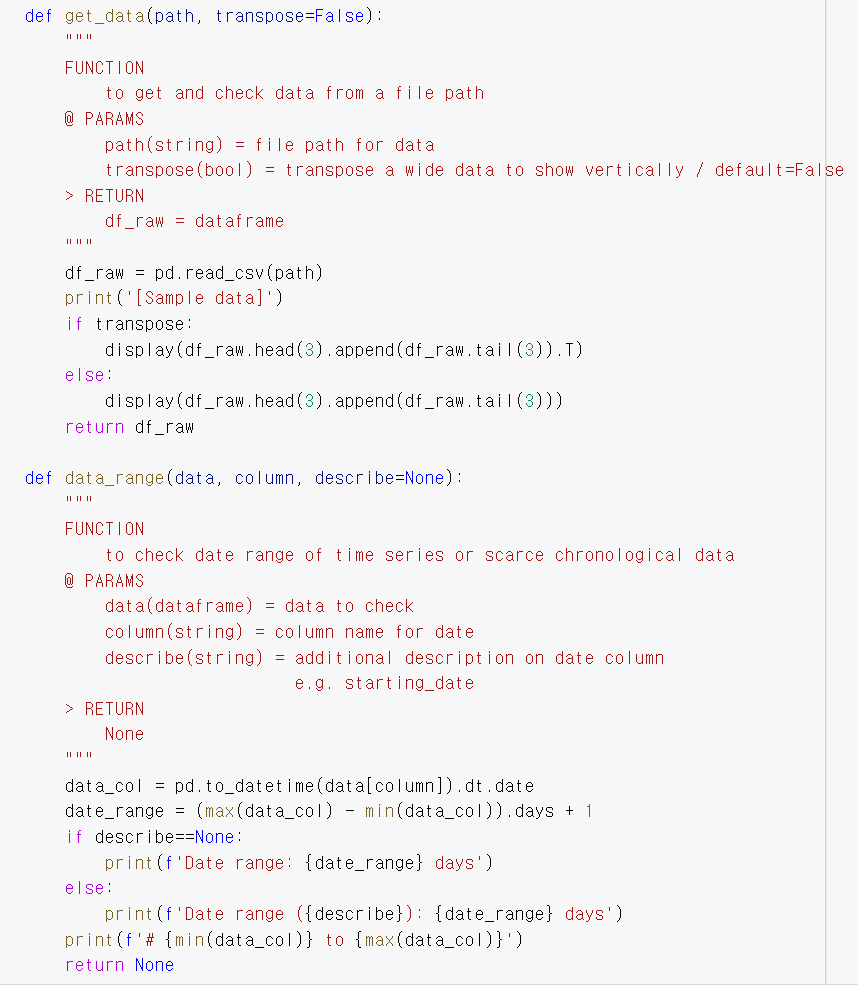 def get_data(path, transpose=False):
    """
    FUNCTION
        to get and check data from a file path
    @ PARAMS
        path(string) = file path for data
        transpose(bool) = transpose a wide data to show vertically / default=False
    > RETURN
        df_raw = dataframe
    """
    df_raw = pd.read_csv(path)
    print('[Sample data]')
    if transpose:
        display(df_raw.head(3).append(df_raw.tail(3)).T)
    else:
        display(df_raw.head(3).append(df_raw.tail(3)))
    return df_raw

def data_range(data, column, describe=None):
    """
    FUNCTION
        to check date range of time series or scarce chronological data
    @ PARAMS
        data(dataframe) = data to check
        column(string) = column name for date
        describe(string) = additional description on date column
                           e.g. starting_date
    > RETURN
        None
    """
    data_col = pd.to_datetime(data[column]).dt.date
    date_range = (max(data_col) - min(data_col)).days + 1
    if describe==None:
        print(f'Date range: {date_range} days')
    else:
        print(f'Date range ({describe}): {date_range} days')
    print(f'# {min(data_col)} to {max(data_col)}')
    return None